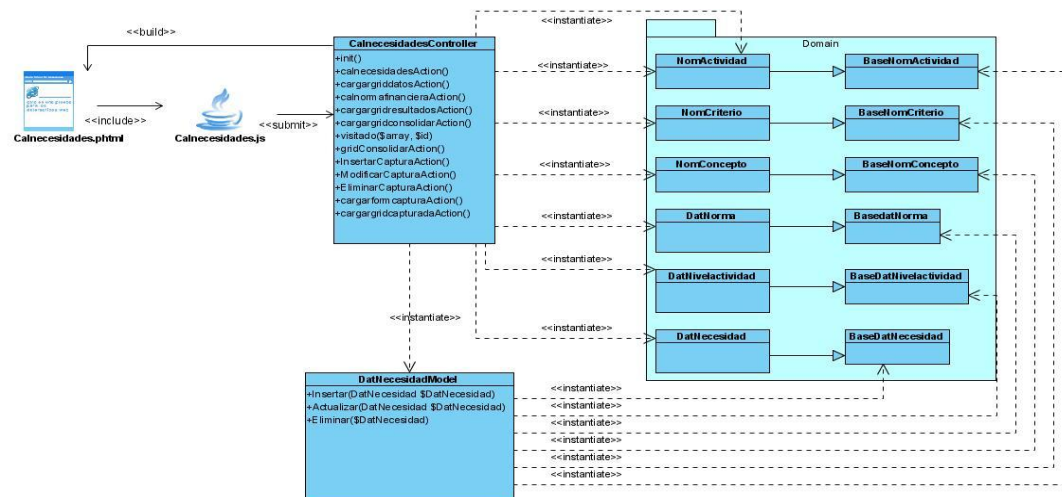 <<build>>
Calnecesidades.phtml
<<include>>
Calnecesidades.js
<<submit>>
CalnecesidadesController
+init()
+calnecesidadesAction()
+cargargriddatosAction()
+calnormafinancieraAction()
+cargargridresultadosAction()
+cargargridconsolidarAction()
+visitado($array, $id)
+gridConsolidarAction()
+InsertarCapturaAction()
+ModificarCapturaAction()
+EliminarCapturaAction()
+cargarformcapturaAction()
+cargargridcapturadaAction()
<<instantiate>>
<<instantiate>>
<<instantiate>>
<<instantiate>>
<<instantiate>>
<<instantiate>>
<<instantiate>>
Domain
NomActividad
BaseNomActividad
NomCriterio
BaseNomCriterio
NomConcepto
BaseNomConcepto
DatNorma
BasedatNorma
DatNivelactividad
BaseDatNivelactividad
DatNecesidad
BaseDatNecesidad
<<instantiate>>
DatNecesidadModel
+Insertar(DatNecesidad $DatNecesidad)
+Actualizar(DatNecesidad $DatNecesidad)
+Eliminar($DatNecesidad)
<<instantiate>>
<<instantiate>>
<<instantiate>>
<<instantiate>>
<<instantiate>>
<<instantiate>>